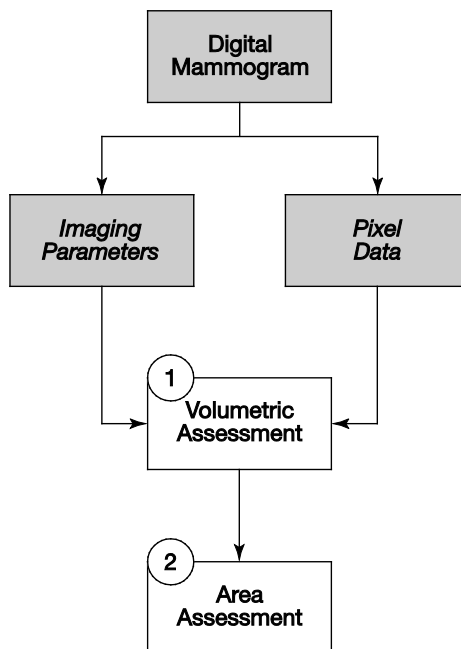 Digital
Mammogram
Imaging
Parameters
Pixel
Data
1
Volumetric
Assessment
2
Area
Assessment